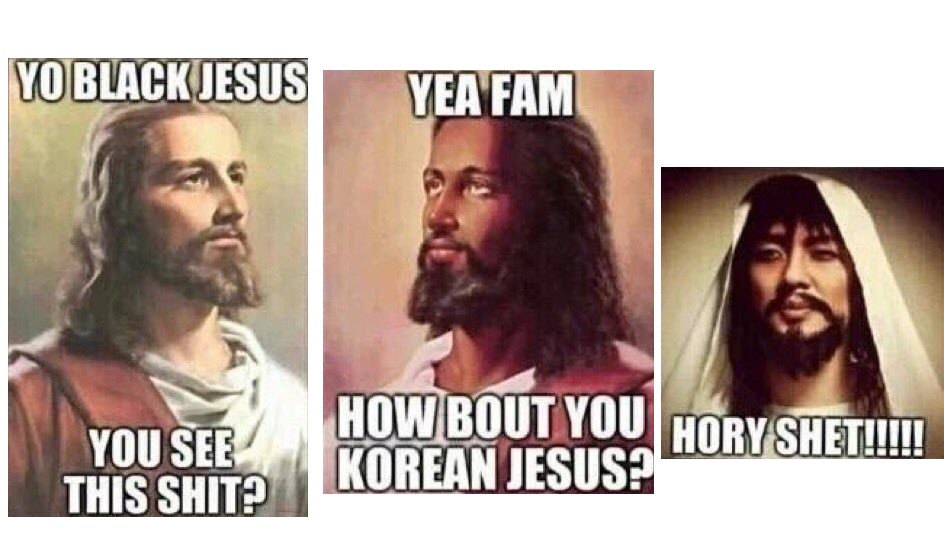 YO BLACK JESUS
YOU SEE
THIS SHIT?
YEA FAM
HOW BOUT YOU
KOREAN JESUS?
HORY SHET!!!!!